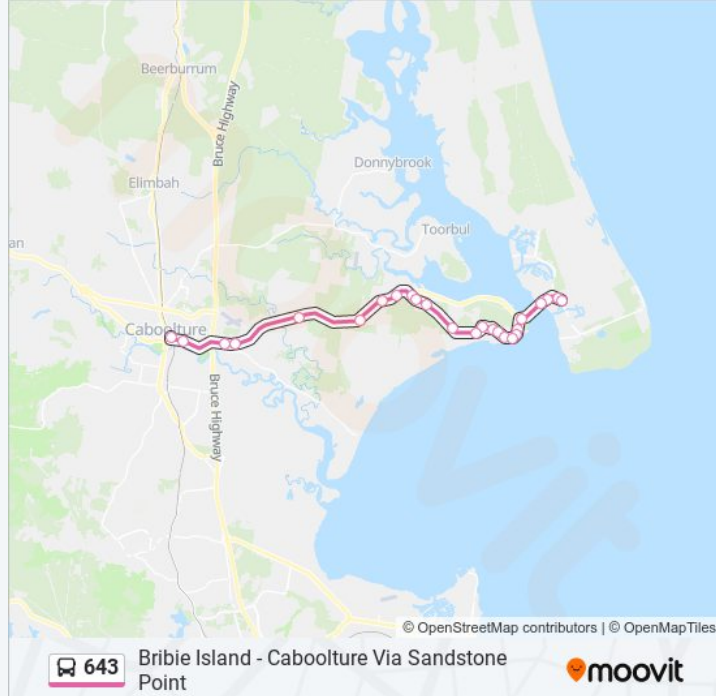 Beerburrum
Bruce Highway
Donnybrook
Elimbah
Toorbul
an
Caboolture
Bruce Highway
© OpenStreetMap contributors | © OpenMapTiles
643
Bribie Island - Caboolture Via Sandstone
Point
moovit